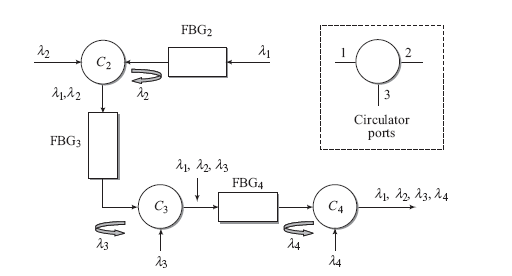 FBG₂
λ₂
C₂
λ₁
1
2
λ₁,λ₂
λ₂
3
Circulator
ports
FBG₃
λ₁, λ₂, λ₃
FBG₄
C₃
C₄
λ₁, λ₂, λ₃, λ₄
λ₃
λ₄
λ₃
λ₄